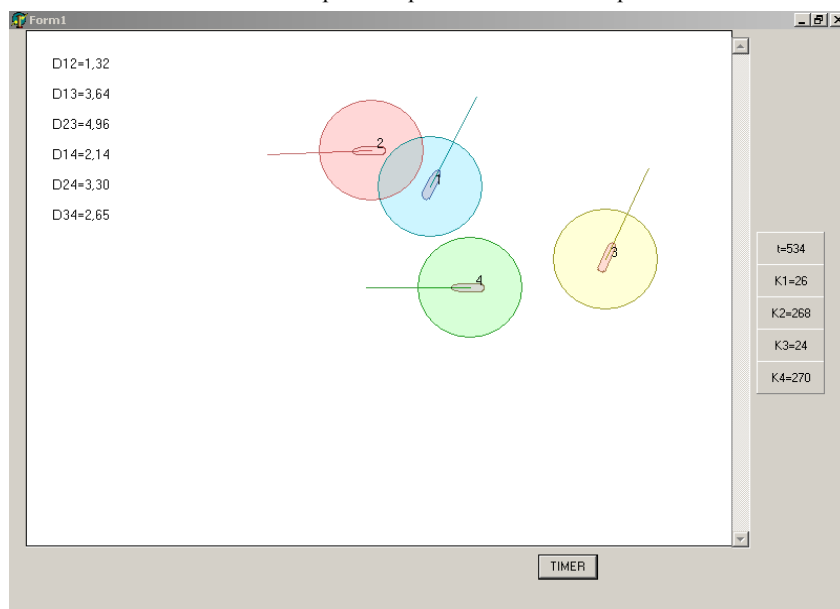 Form1
D12=1,32
D13=3,64
D23=4,96
D14=2,14
D24=3,30
D34=2,65
2
1
3
4
t=534
K1=26
K2=268
K3=24
K4=270
TIMER